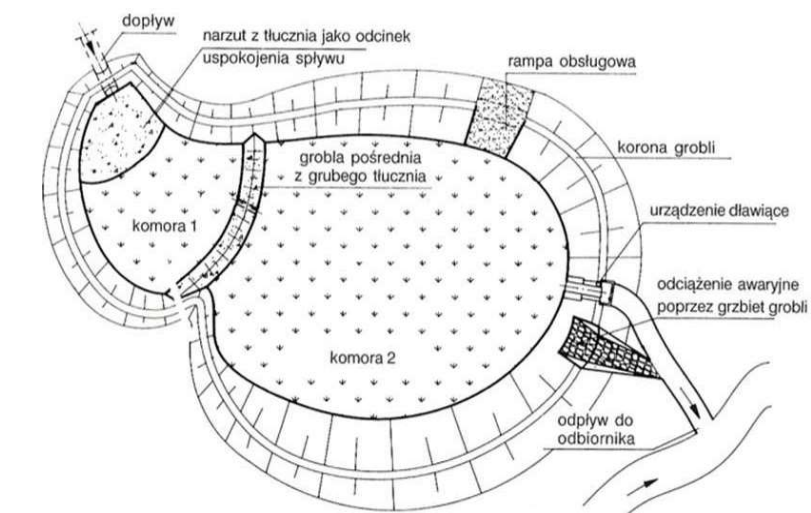 dopływ
narzut z tłucznia jako odcinek
uspokojenia spływu
rampa obsługowa
korona grobli
grobla pośrednia
z grubego tłucznia
komora 1
urządzenie dławiące
odciążenie awaryjne
poprzez grzbiet grobli
komora 2
odpływ do
odbiornika